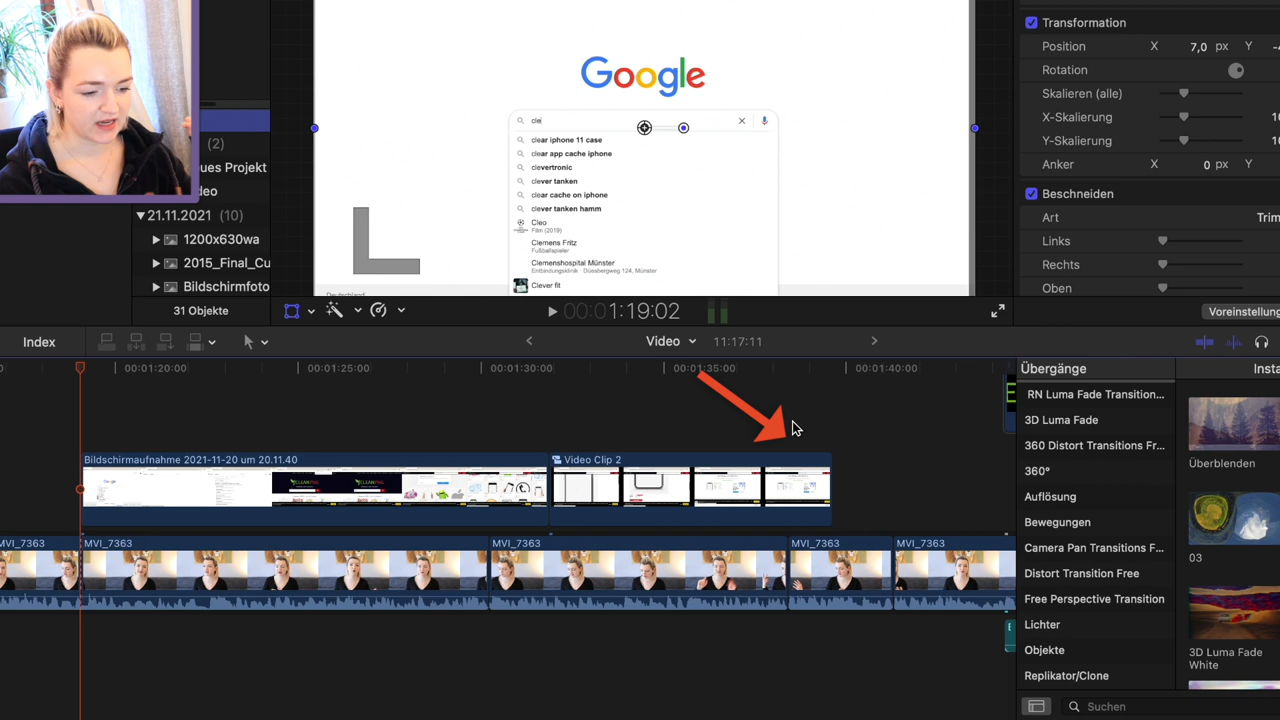 Google
cle
clear iphone 11 case
clear app cache iphone
clevertronic
clever tanken
clear cache on iphone
clever tanken hamm
Cleo
Film (2019)
Clemens Fritz
Fußballspieler
Clemenshospital Münster
Entbindungsklinik · Düesbergweg 124, Münster
Clever fit
(2)
ues Projekt
eo
21.11.2021 (10)
1200x630wa
2015_Final_Cu
Bildschirmfoto
31 Objekte
00:01:19:02
Transformation
Position X 7,0 px Y
Rotation
Skalieren (alle)
X-Skalierung
Y-Skalierung
Anker X 0 px Y
Beschneiden
Art Trim
Links
Rechts
Oben
Voreinstellung
Index
Video
11:17:11
00:01:20:00
00:01:25:00
00:01:30:00
00:01:35:00
00:01:40:00
Bildschirmaufnahme 2021-11-20 um 20.11.40
Video Clip 2
MVI_7363
MVI_7363
MVI_7363
MVI_7363
MVI_7363
Übergänge
RN Luma Fade Transition...
3D Luma Fade
360 Distort Transitions Fr...
360°
Auflösung
Bewegungen
Camera Pan Transitions F...
Distort Transition Free
Free Perspective Transition
Lichter
Objekte
Replikator/Clone
Insta
Überblenden
03
3D Luma Fade
White
Suchen